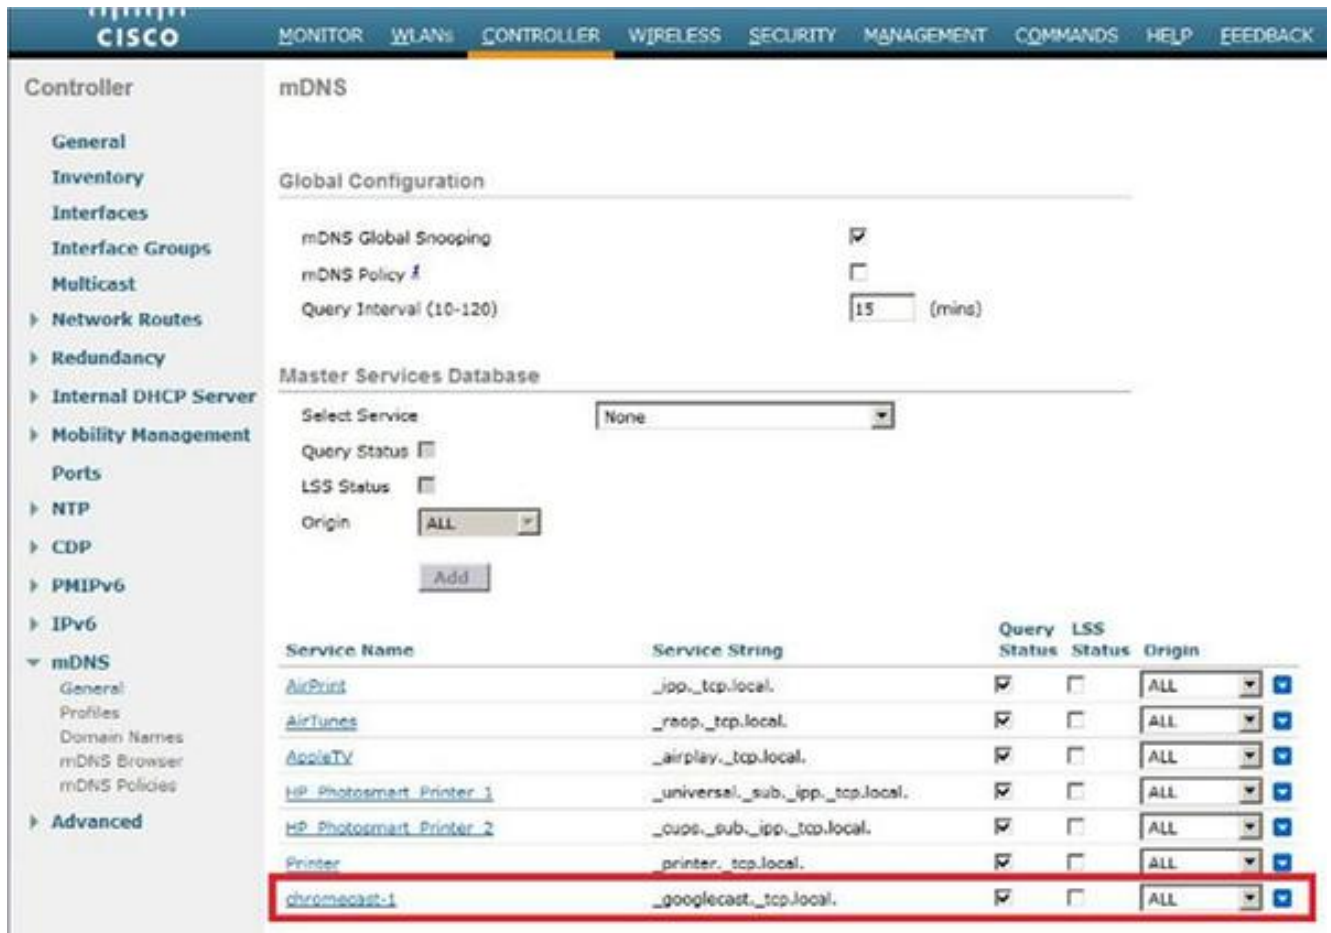 CISCO
MONITOR WLANs CONTROLLER WIRELESS SECURITY MANAGEMENT COMMANDS HELP FEEDBACK
Controller
General
Inventory
Interfaces
Interface Groups
Multicast
Network Routes
Redundancy
Internal DHCP Server
Mobility Management
Ports
NTP
CDP
PMIPv6
IPv6
mDNS
General
Profiles
Domain Names
mDNS Browser
mDNS Policies
Advanced
mDNS
Global Configuration
mDNS Global Snooping
mDNS Policy
Query Interval (10-120) 15 (mins)
Master Services Database
Select Service None
Query Status
LSS Status
Origin ALL
Add
Service Name Service String Query Status LSS Status Origin
AirPrint _ipp._tcp.local. ALL
AirTunes _raop._tcp.local. ALL
AppleTV _airplay._tcp.local. ALL
HP_Photosmart_Printer_1 _universal._sub._ipp._tcp.local. ALL
HP_Photosmart_Printer_2 _cups._sub._ipp._tcp.local. ALL
Printer _printer._tcp.local. ALL
chromecast-1 _googlecast._tcp.local. ALL